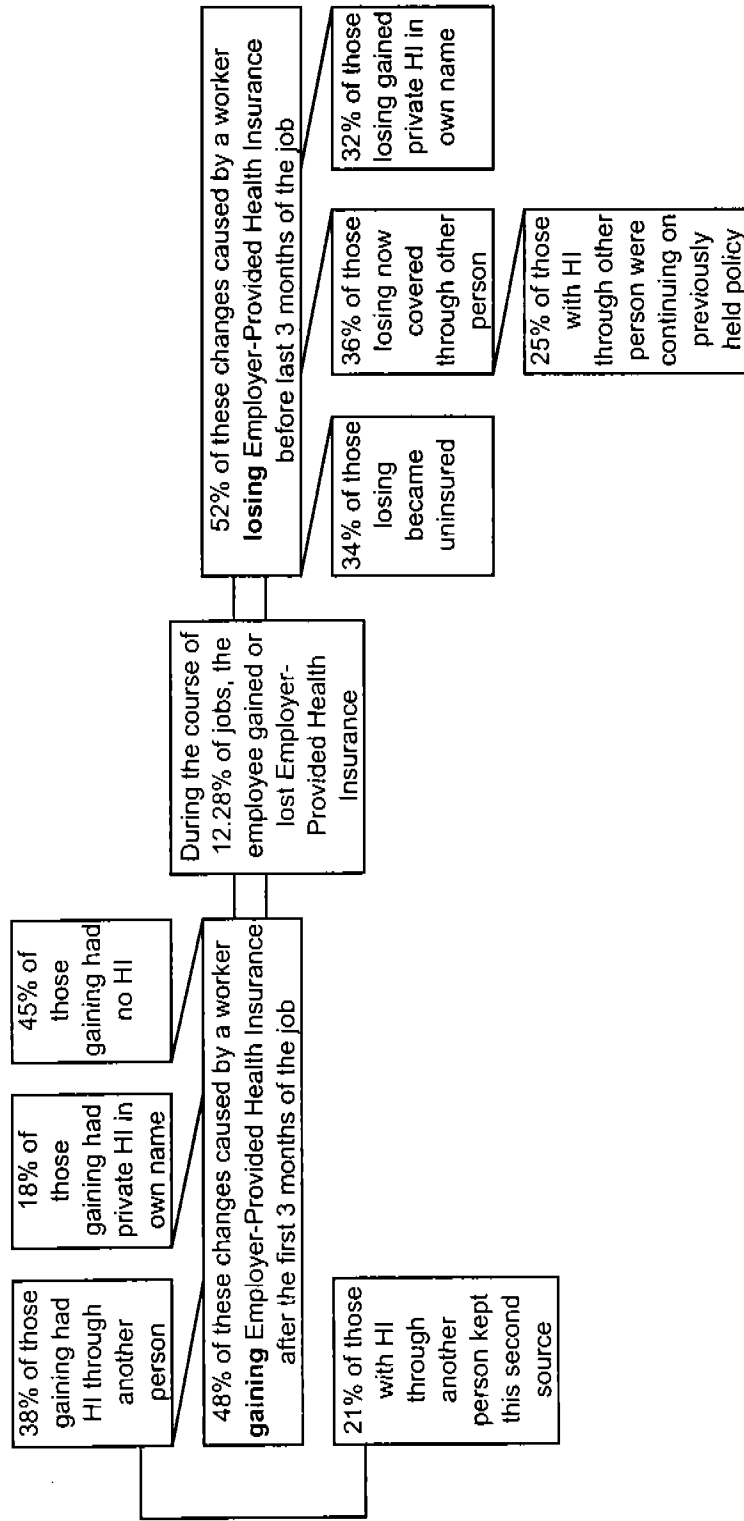 38% of those
gaining had
HI through
another
person
18% of
those
gaining had
private HI in
own name
45% of
those
gaining had
no HI
48% of these changes caused by a worker
gaining Employer-Provided Health Insurance
after the first 3 months of the job
21% of those
with HI
through
another
person kept
this second
source
During the course of
12.28% of jobs, the
employee gained or
lost Employer-
Provided Health
Insurance
52% of these changes caused by a worker
losing Employer-Provided Health Insurance
before last 3 months of the job
34% of those
losing
became
uninsured
36% of those
losing now
covered
through other
person
32% of those
losing gained
private HI in
own name
25% of those
with HI
through other
person were
continuing on
previously
held policy